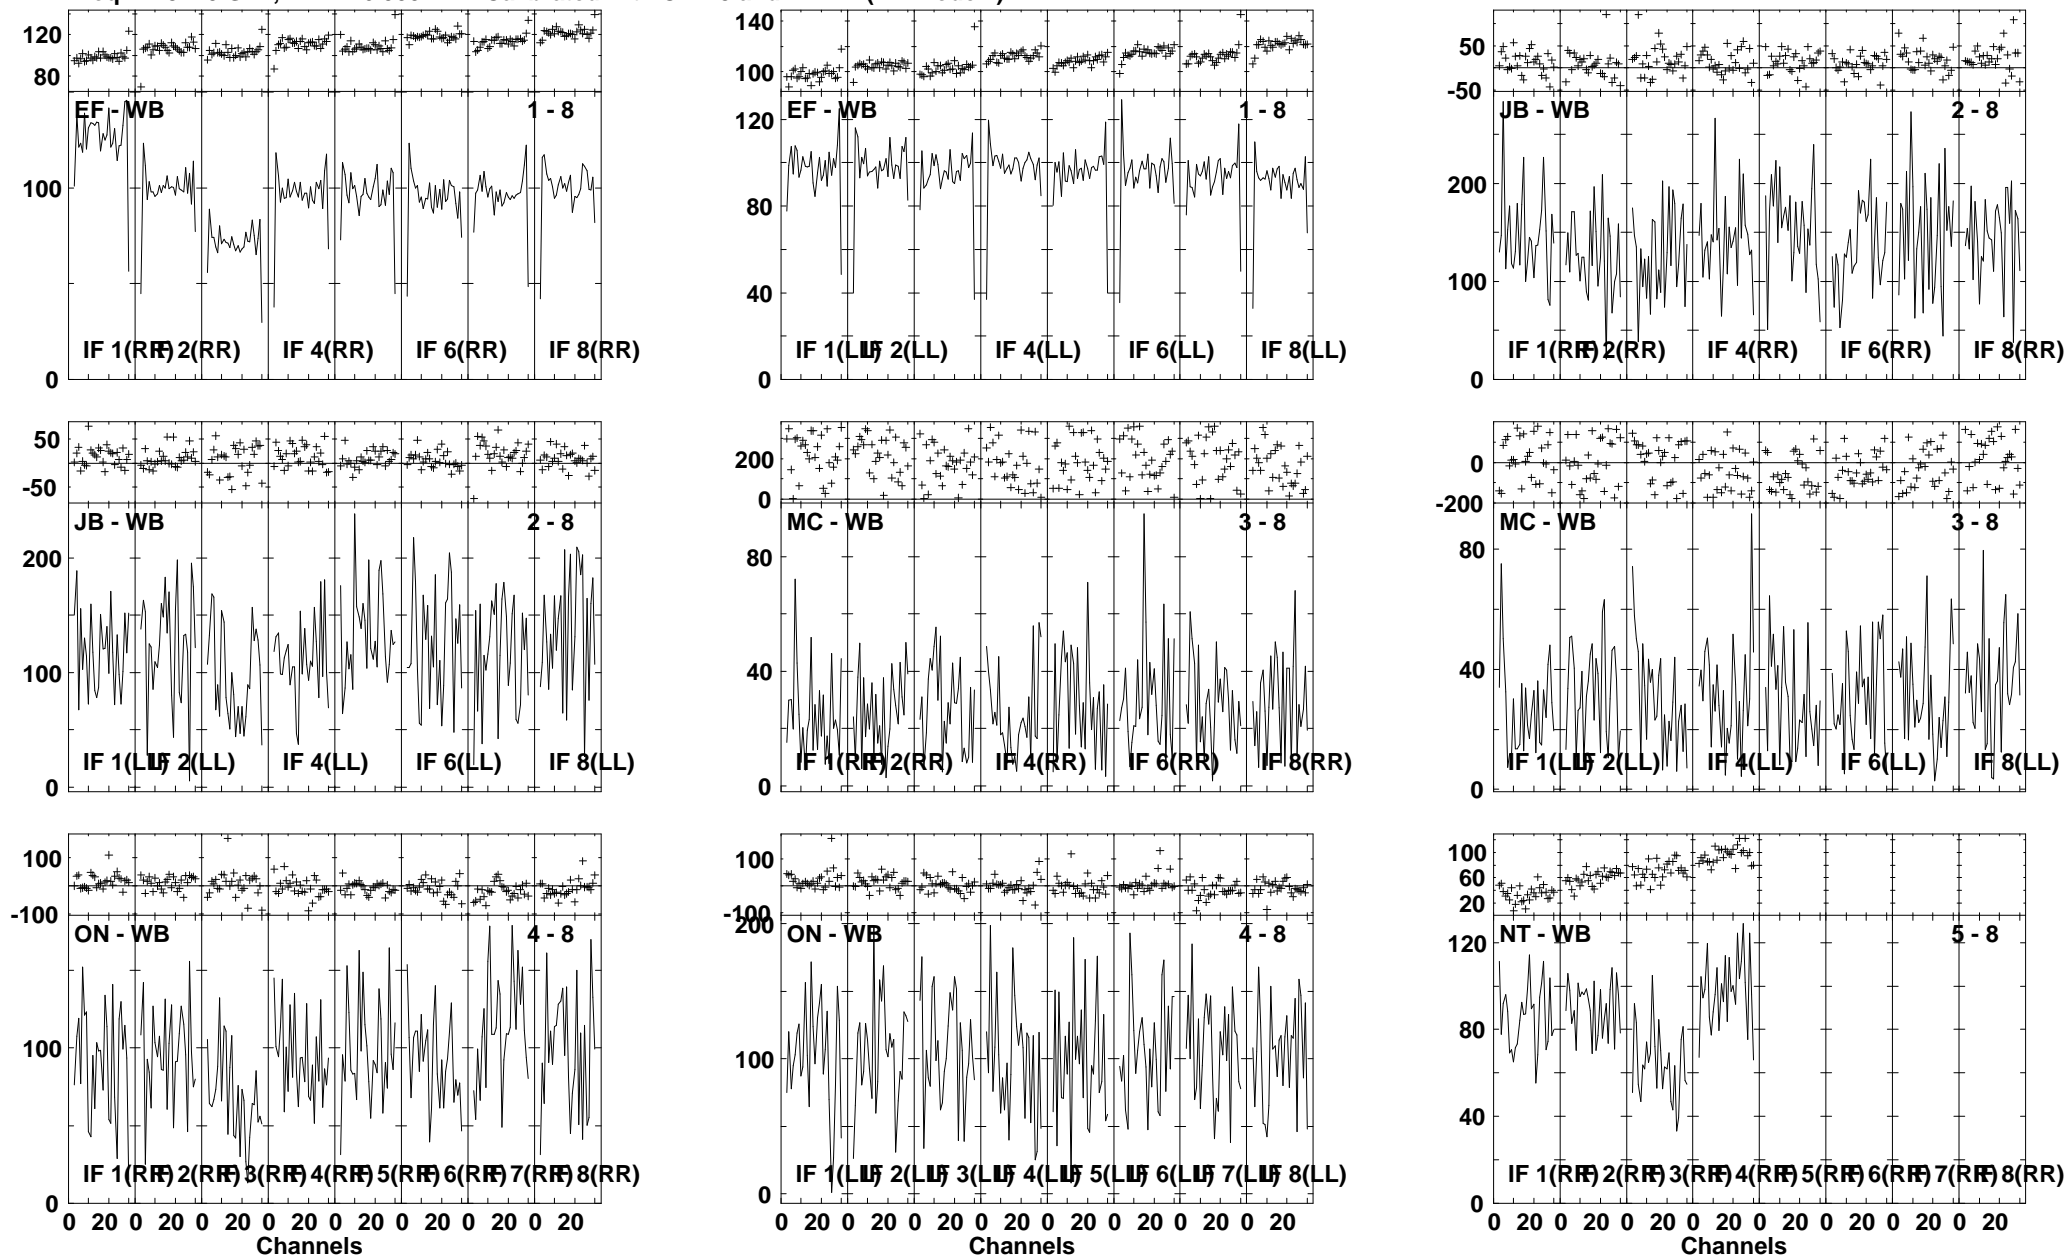 120
80
EF - WB
1 - 8
100
IF 1(RR)
IF 2(RR)
IF 4(RR)
IF 6(RR)
IF 8(RR)
0
140
100
EF - WB
1 - 8
120
80
40
IF 1(LL)
IF 2(LL)
IF 4(LL)
IF 6(LL)
IF 8(LL)
0
50
-50
JB - WB
2 - 8
200
100
IF 1(RR)
IF 2(RR)
IF 4(RR)
IF 6(RR)
IF 8(RR)
0
50
-50
JB - WB
2 - 8
200
100
IF 1(LL)
IF 2(LL)
IF 4(LL)
IF 6(LL)
IF 8(LL)
0
200
0
MC - WB
3 - 8
80
40
IF 1(RR)
IF 2(RR)
IF 4(RR)
IF 6(RR)
IF 8(RR)
0
0
-200
MC - WB
3 - 8
80
40
IF 1(LL)
IF 2(LL)
IF 4(LL)
IF 6(LL)
IF 8(LL)
0
100
-100
ON - WB
4 - 8
100
IF 1(RR)
IF 2(RR)
IF 3(RR)
IF 4(RR)
IF 5(RR)
IF 6(RR)
IF 7(RR)
IF 8(RR)
0
0 20 0 20 0 20 0 20 0 20 0 20 0 20 0 20
Channels
100
-100
200
ON - WB
4 - 8
100
IF 1(LL)
IF 2(LL)
IF 3(LL)
IF 4(LL)
IF 5(LL)
IF 6(LL)
IF 7(LL)
IF 8(LL)
0
0 20 0 20 0 20 0 20 0 20 0 20 0 20 0 20
Channels
100
60
20
NT - WB
5 - 8
120
80
40
IF 1(RR)
IF 2(RR)
IF 3(RR)
IF 4(RR)
IF 5(RR)
IF 6(RR)
IF 7(RR)
IF 8(RR)
0
0 20 0 20 0 20 0 20 0 20 0 20 0 20 0 20
Channels